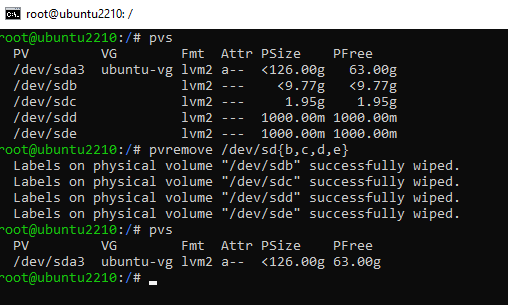 root@ubuntu2210: /
root@ubuntu2210:/# pvs
  PV         VG        Fmt  Attr PSize    PFree
  /dev/sda3  ubuntu-vg lvm2 a--  <126.00g   63.00g
  /dev/sdb             lvm2 ---    <9.77g   <9.77g
  /dev/sdc             lvm2 ---     1.95g    1.95g
  /dev/sdd             lvm2 ---  1000.00m 1000.00m
  /dev/sde             lvm2 ---  1000.00m 1000.00m
root@ubuntu2210:/# pvremove /dev/sd{b,c,d,e}
  Labels on physical volume "/dev/sdb" successfully wiped.
  Labels on physical volume "/dev/sdc" successfully wiped.
  Labels on physical volume "/dev/sdd" successfully wiped.
  Labels on physical volume "/dev/sde" successfully wiped.
root@ubuntu2210:/# pvs
  PV         VG        Fmt  Attr PSize    PFree
  /dev/sda3  ubuntu-vg lvm2 a--  <126.00g 63.00g
root@ubuntu2210:/#